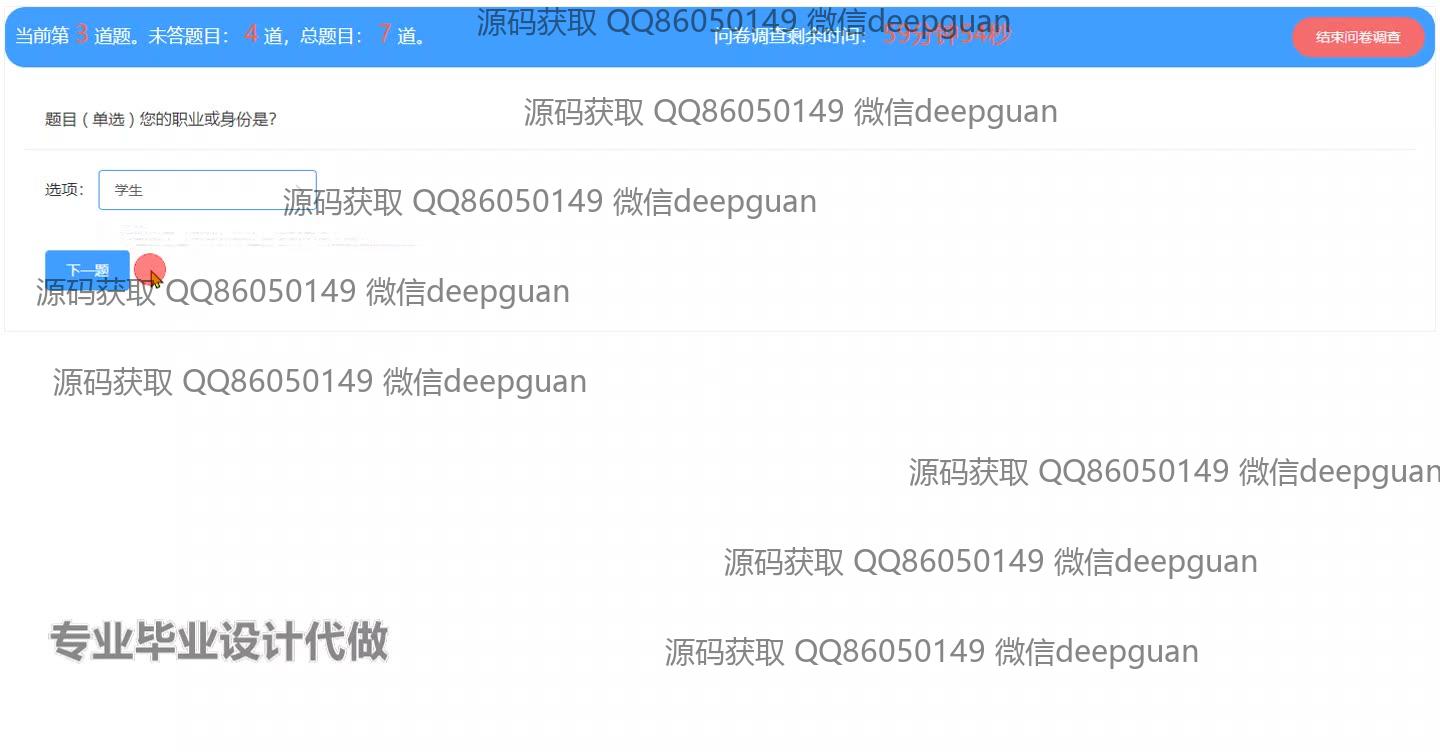 源码获取 QQ86050149 微信deepguan
当前第 3 道题。未答题目： 4 道，总题目： 7 道。
问卷调查剩余时间： 59分钟54秒
结束问卷调查
题目 ( 单选 ) 您的职业或身份是?
源码获取 QQ86050149 微信deepguan
选项：
学生
源码获取 QQ86050149 微信deepguan
下一题
源码获取 QQ86050149 微信deepguan
源码获取 QQ86050149 微信deepguan
源码获取 QQ86050149 微信deepguan
源码获取 QQ86050149 微信deepguan
专业毕业设计代做
源码获取 QQ86050149 微信deepguan